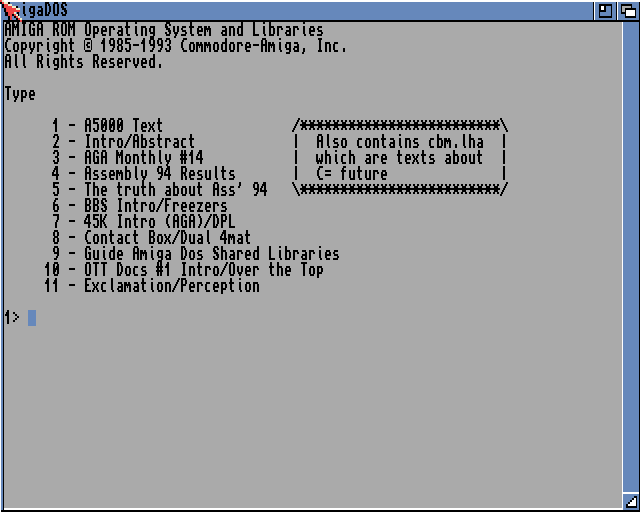 AmigaDOS
AMIGA ROM Operating System and Libraries
Copyright © 1985-1993 Commodore-Amiga, Inc.
All Rights Reserved.
Type
1 - A5000 Text /*************************\
2 - Intro/Abstract | Also contains cbm.lha |
3 - AGA Monthly #14 | which are texts about |
4 - Assembly 94 Results | C= future |
5 - The truth about Ass' 94 \*************************/
6 - BBS Intro/Freezers
7 - 45K Intro (AGA)/DPL
8 - Contact Box/Dual 4mat
9 - Guide Amiga Dos Shared Libraries
10 - OTT Docs #1 Intro/Over the Top
11 - Exclamation/Perception
1>